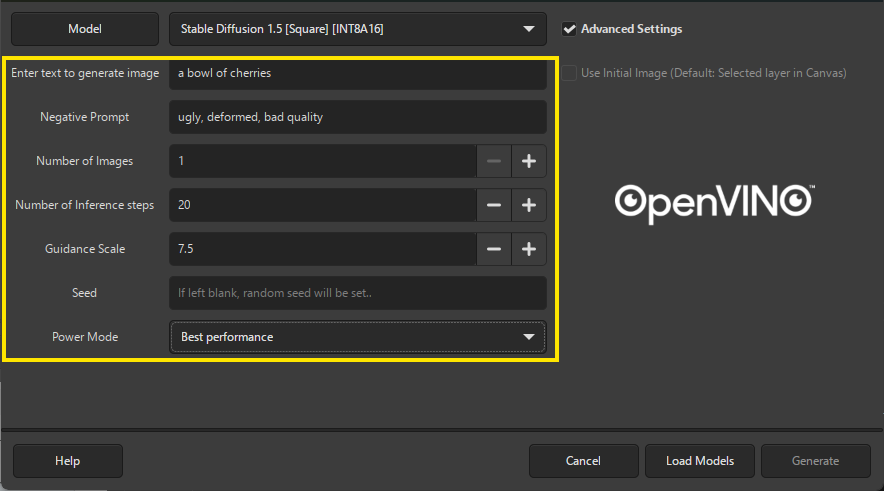 Model Stable Diffusion 1.5 [Square] [INT8A16] Advanced Settings
Enter text to generate image a bowl of cherries Use Initial Image (Default: Selected layer in Canvas)
Negative Prompt ugly, deformed, bad quality
Number of Images 1
OpenVINO™
Number of Inference steps 20
Guidance Scale 7.5
Seed If left blank, random seed will be set..
Power Mode Best performance
Help Cancel Load Models Generate